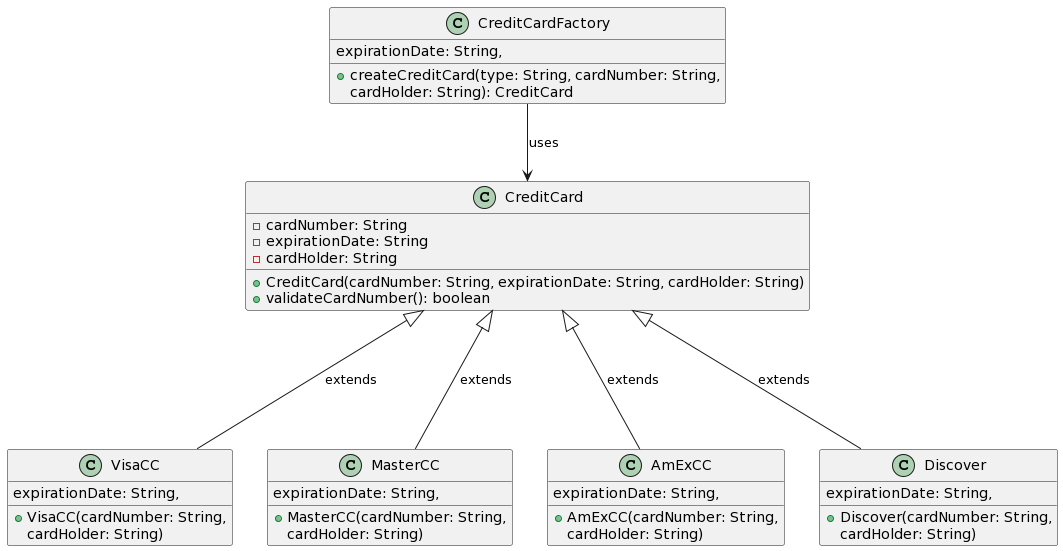 C CreditCardFactory
expirationDate: String,
createCreditCard(type: String, cardNumber: String,
cardHolder: String): CreditCard
uses
C CreditCard
cardNumber: String
expirationDate: String
cardHolder: String
CreditCard(cardNumber: String, expirationDate: String, cardHolder: String)
validateCardNumber(): boolean
extends
extends
extends
extends
C VisaCC
expirationDate: String,
VisaCC(cardNumber: String,
cardHolder: String)
C MasterCC
expirationDate: String,
MasterCC(cardNumber: String,
cardHolder: String)
C AmExCC
expirationDate: String,
AmExCC(cardNumber: String,
cardHolder: String)
C Discover
expirationDate: String,
Discover(cardNumber: String,
cardHolder: String)